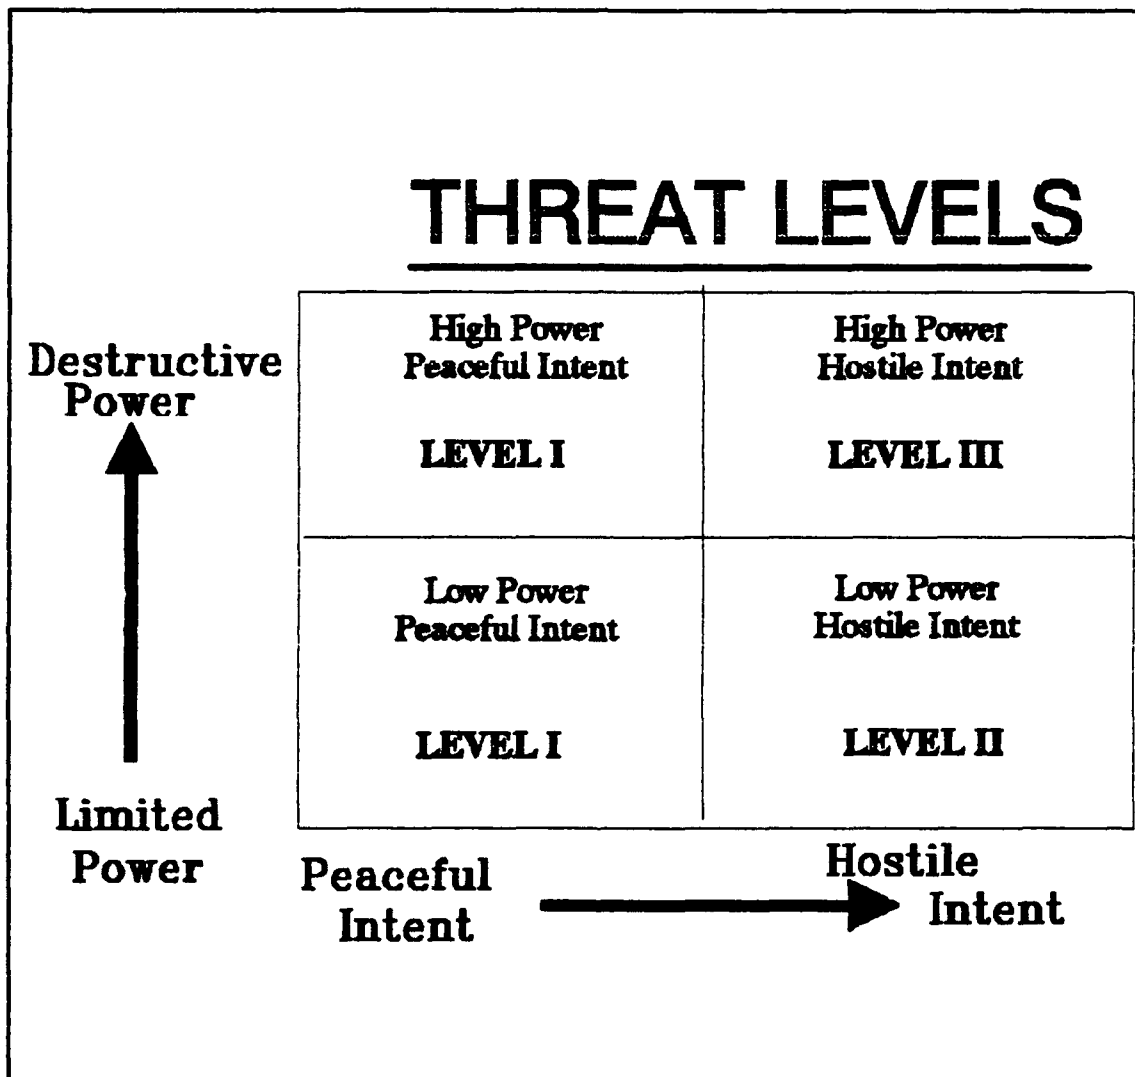 THREAT LEVELS
Destructive
Power
High Power
Peaceful Intent
LEVEL I
High Power
Hostile Intent
LEVEL III
Low Power
Peaceful Intent
LEVEL I
Low Power
Hostile Intent
LEVEL II
Limited
Power
Peaceful
Intent
Hostile
Intent